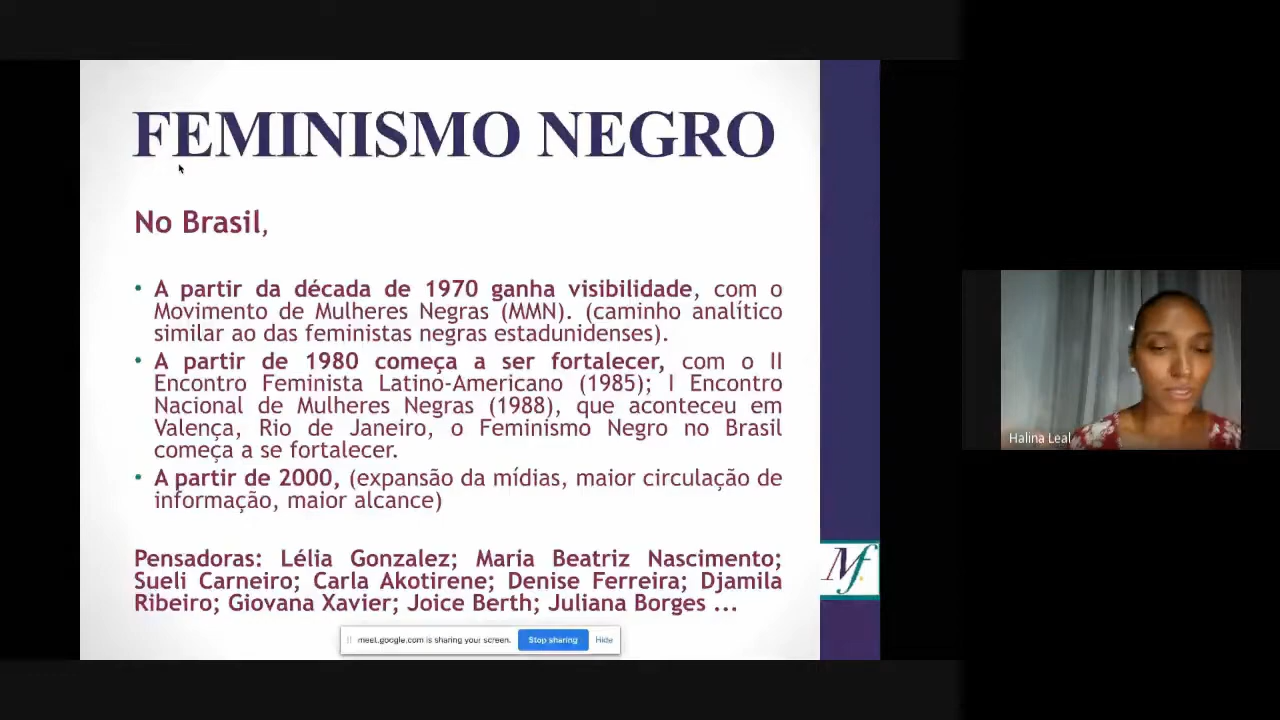 FEMINISMO NEGRO
No Brasil,
• A partir da década de 1970 ganha visibilidade, com o
Movimento de Mulheres Negras (MMN). (caminho analítico
similar ao das feministas negras estadunidenses).
• A partir de 1980 começa a ser fortalecer, com o II
Encontro Feminista Latino-Americano (1985); I Encontro
Nacional de Mulheres Negras (1988), que aconteceu em
Valença, Rio de Janeiro, o Feminismo Negro no Brasil
começa a se fortalecer.
• A partir de 2000, (expansão da mídias, maior circulação de
informação, maior alcance)
Pensadoras: Lélia Gonzalez; Maria Beatriz Nascimento;
Sueli Carneiro; Carla Akotirene; Denise Ferreira; Djamila
Ribeiro; Giovana Xavier; Joice Berth; Juliana Borges ...
Mf.
meet.google.com is sharing your screen. Stop sharing Hide
Halina Leal